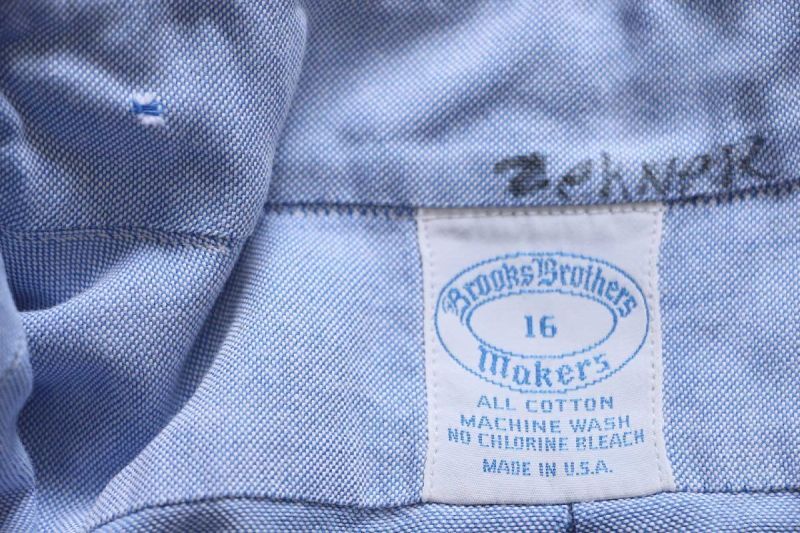 Zehner
Brooks Brothers
16
Makers
ALL COTTON
MACHINE WASH
NO CHLORINE BLEACH
MADE IN U.S.A.